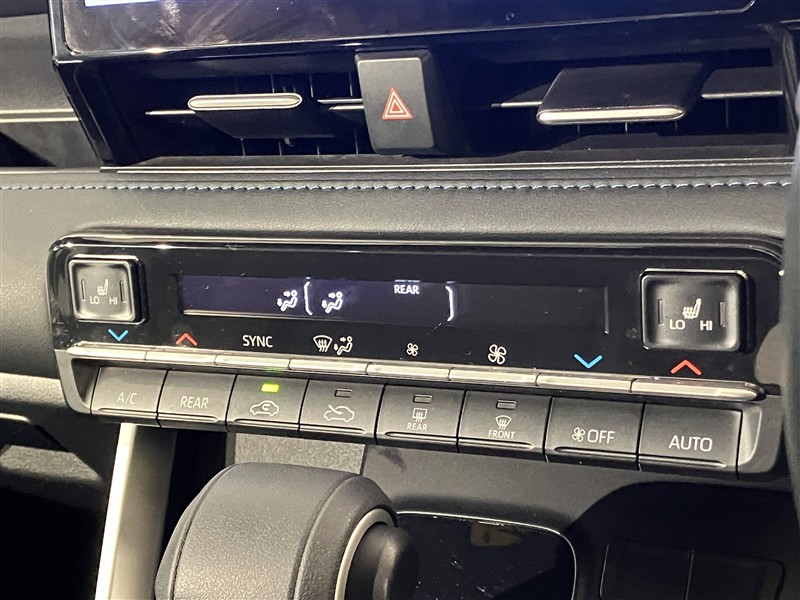 REAR
LO HI
LO HI
SYNC
A/C REAR REAR FRONT OFF AUTO